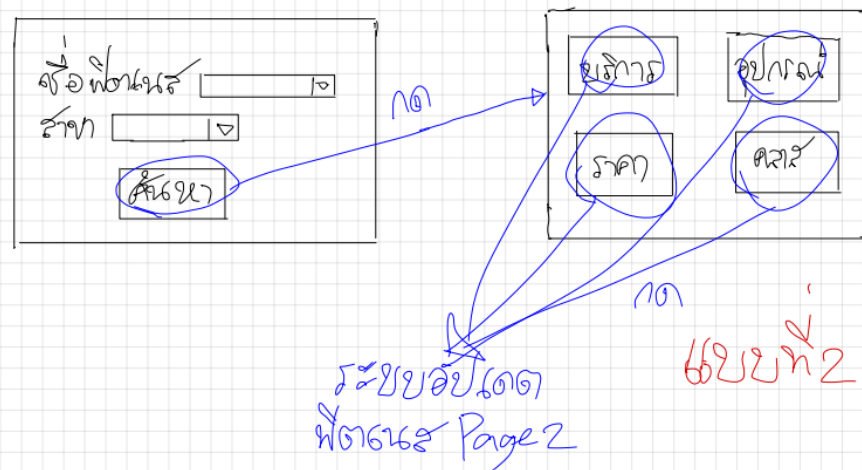 ชื่อฟิตเนส
สาขา
ค้นหา
กด
บริการ
อุปกรณ์
ราคา
คลาส
กด
ระบบอัปเดต
ฟิตเนส Page 2
แบบที่ 2